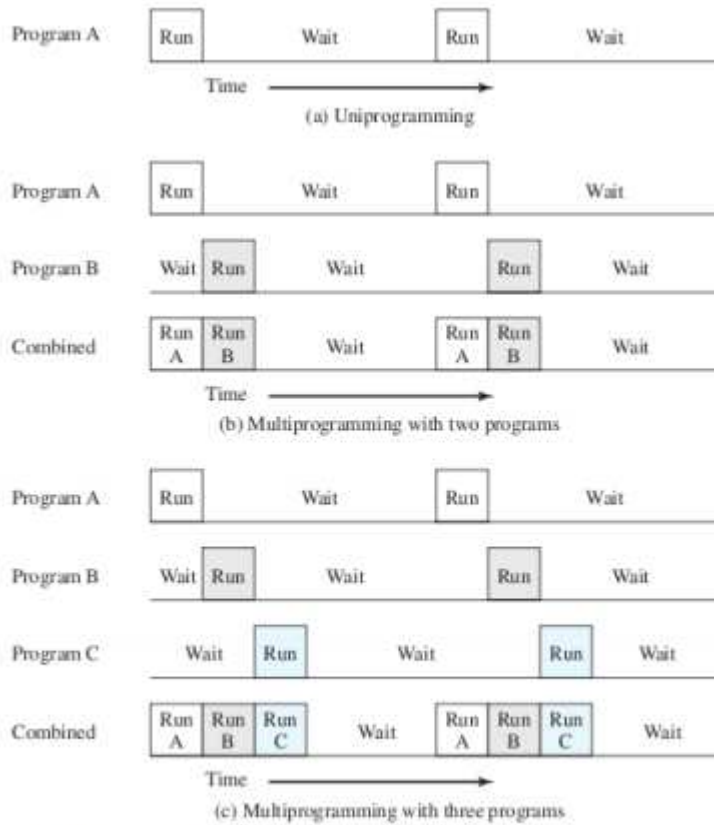 Program A Run Wait Run Wait
Time
(a) Uniprogramming
Program A Run Wait Run Wait
Program B Wait Run Wait Run Wait
Combined Run A Run B Wait Run A Run B Wait
Time
(b) Multiprogramming with two programs
Program A Run Wait Run Wait
Program B Wait Run Wait Run Wait
Program C Wait Run Wait Run Wait
Combined Run A Run B Run C Wait Run A Run B Run C Wait
Time
(c) Multiprogramming with three programs